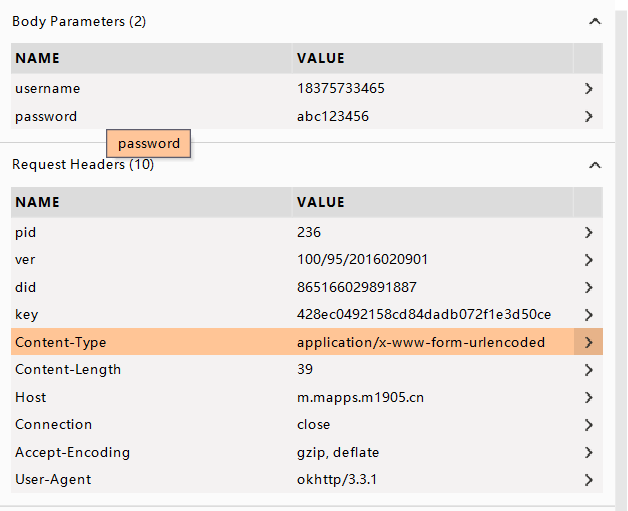 Body Parameters (2)
NAME VALUE
username 18375733465
password abc123456
password
Request Headers (10)
NAME VALUE
pid 236
ver 100/95/2016020901
did 865166029891887
key 428ec0492158cd84dadb072f1e3d50ce
Content-Type application/x-www-form-urlencoded
Content-Length 39
Host m.mapps.m1905.cn
Connection close
Accept-Encoding gzip, deflate
User-Agent okhttp/3.3.1